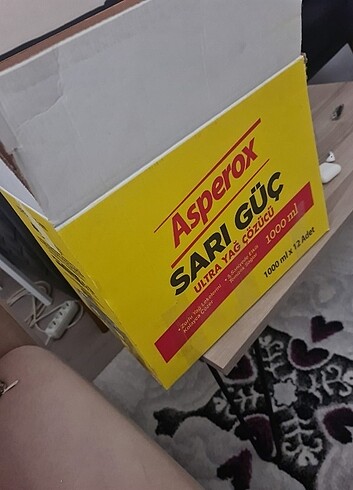 Asperox
SARI GÜÇ
ULTRA YAĞ ÇÖZÜCÜ
1000 ml
1000 ml x 12 Adet